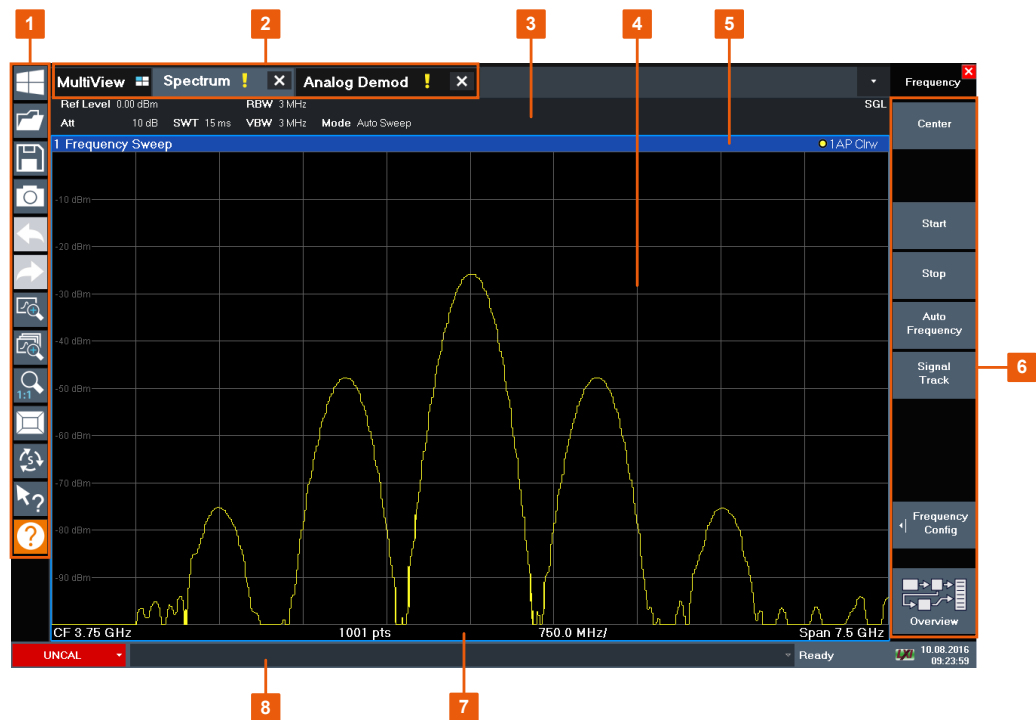 1
2
3
4
5
MultiView
Spectrum !
Analog Demod !
Frequency
Ref Level 0.00 dBm RBW 3 MHz SGL
Att 10 dB SWT 15 ms VBW 3 MHz Mode Auto Sweep
1 Frequency Sweep
1AP Clrw
Center
Start
Stop
Auto
Frequency
Signal
Track
6
Frequency
Config
Overview
-10 dBm
-20 dBm
-30 dBm
-40 dBm
-50 dBm
-60 dBm
-70 dBm
-80 dBm
-90 dBm
1:1
S
?
?
CF 3.75 GHz 1001 pts 750.0 MHz/ Span 7.5 GHz
UNCAL
Ready
LXI
10.08.2016
09:23:59
8
7